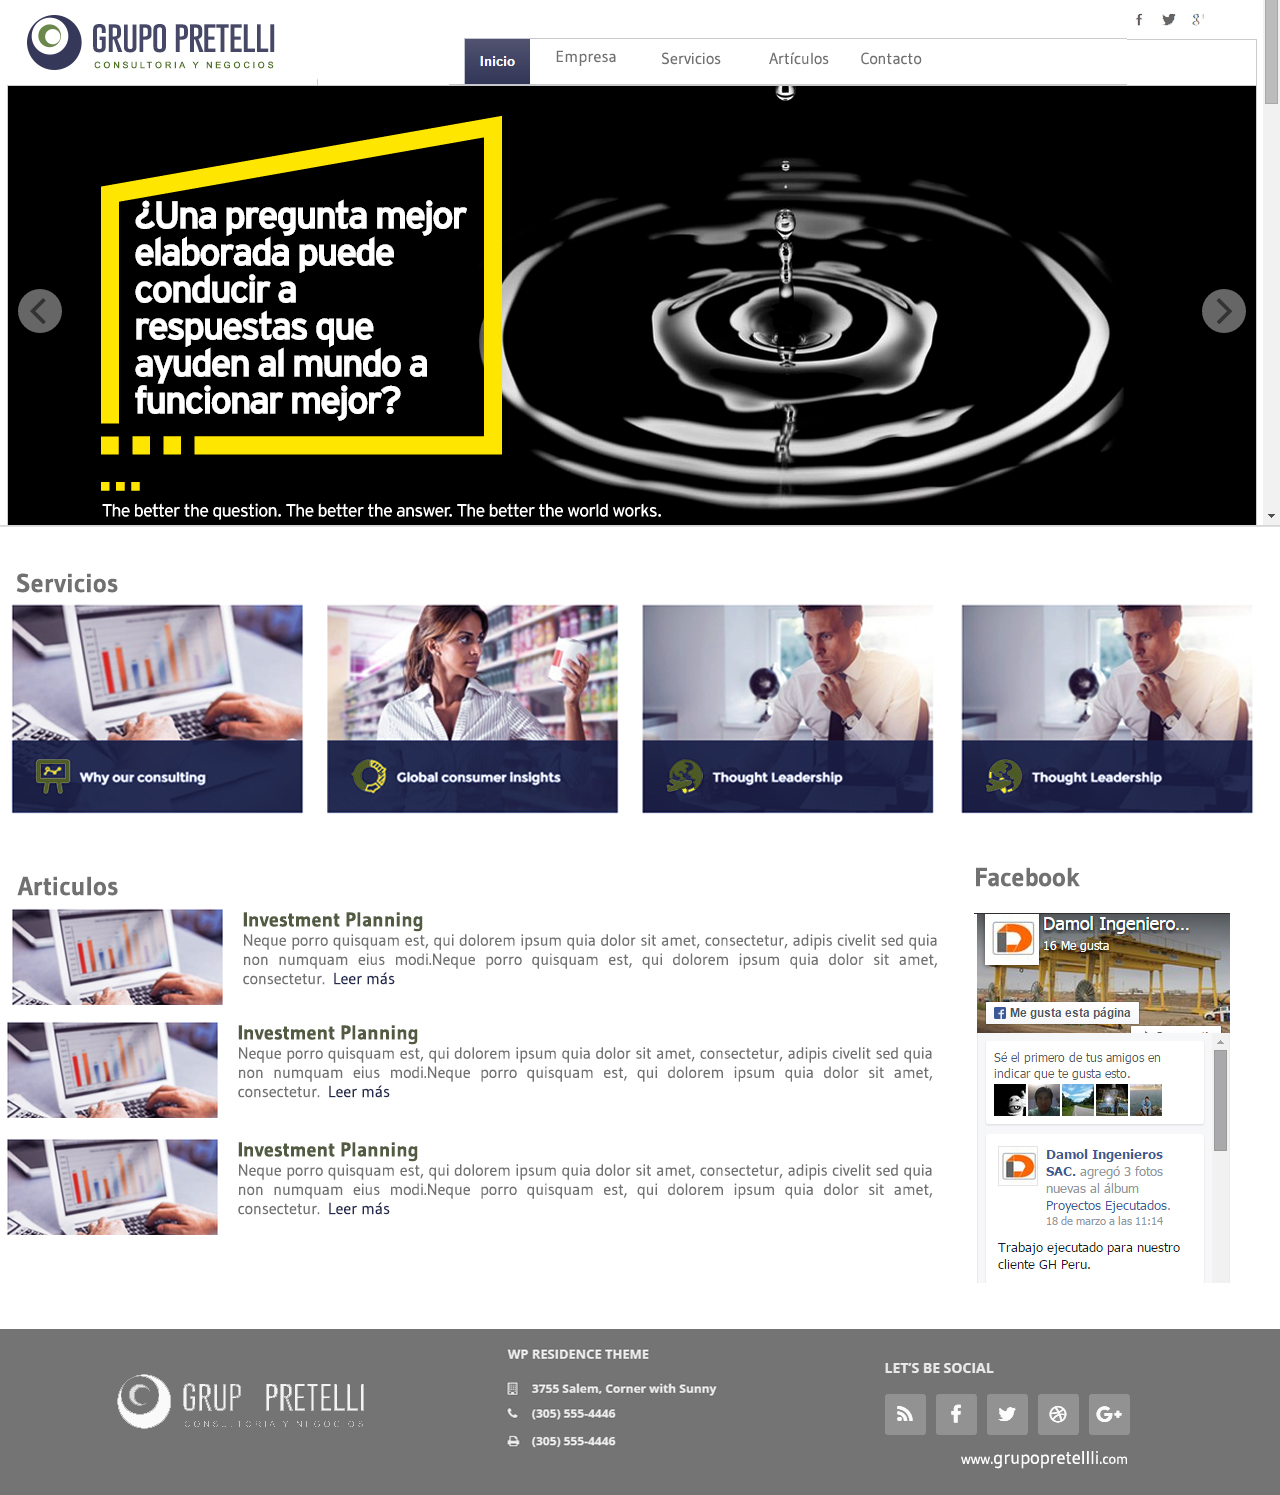 GRUPO PRETELLI
CONSULTORIA Y NEGOCIOS
Inicio
Empresa
Servicios
Artículos
Contacto
¿Una pregunta mejor
elaborada puede
conducir a
respuestas que
ayuden al mundo a
funcionar mejor?
The better the question. The better the answer. The better the world works.
Servicios
Why our consulting
Global consumer insights
Thought Leadership
Thought Leadership
Articulos
Investment Planning
Neque porro quisquam est, qui dolorem ipsum quia dolor sit amet, consectetur, adipis civelit sed quia
non numquam eius modi.Neque porro quisquam est, qui dolorem ipsum quia dolor sit amet,
consectetur. Leer más
Investment Planning
Neque porro quisquam est, qui dolorem ipsum quia dolor sit amet, consectetur, adipis civelit sed quia
non numquam eius modi.Neque porro quisquam est, qui dolorem ipsum quia dolor sit amet,
consectetur. Leer más
Investment Planning
Neque porro quisquam est, qui dolorem ipsum quia dolor sit amet, consectetur, adipis civelit sed quia
non numquam eius modi.Neque porro quisquam est, qui dolorem ipsum quia dolor sit amet,
consectetur. Leer más
Facebook
Damol Ingeniero...
16 Me gusta
Me gusta esta página
Sé el primero de tus amigos en
indicar que te gusta esto.
Damol Ingenieros
SAC. agregó 3 fotos
nuevas al álbum
Proyectos Ejecutados.
18 de marzo a las 11:14
Trabajo ejecutado para nuestro
cliente GH Peru.
GRUP PRETELLI
CONSULTORIA Y NEGOCIOS
WP RESIDENCE THEME
3755 Salem, Corner with Sunny
(305) 555-4446
(305) 555-4446
LET'S BE SOCIAL
www.grupopretellli.com